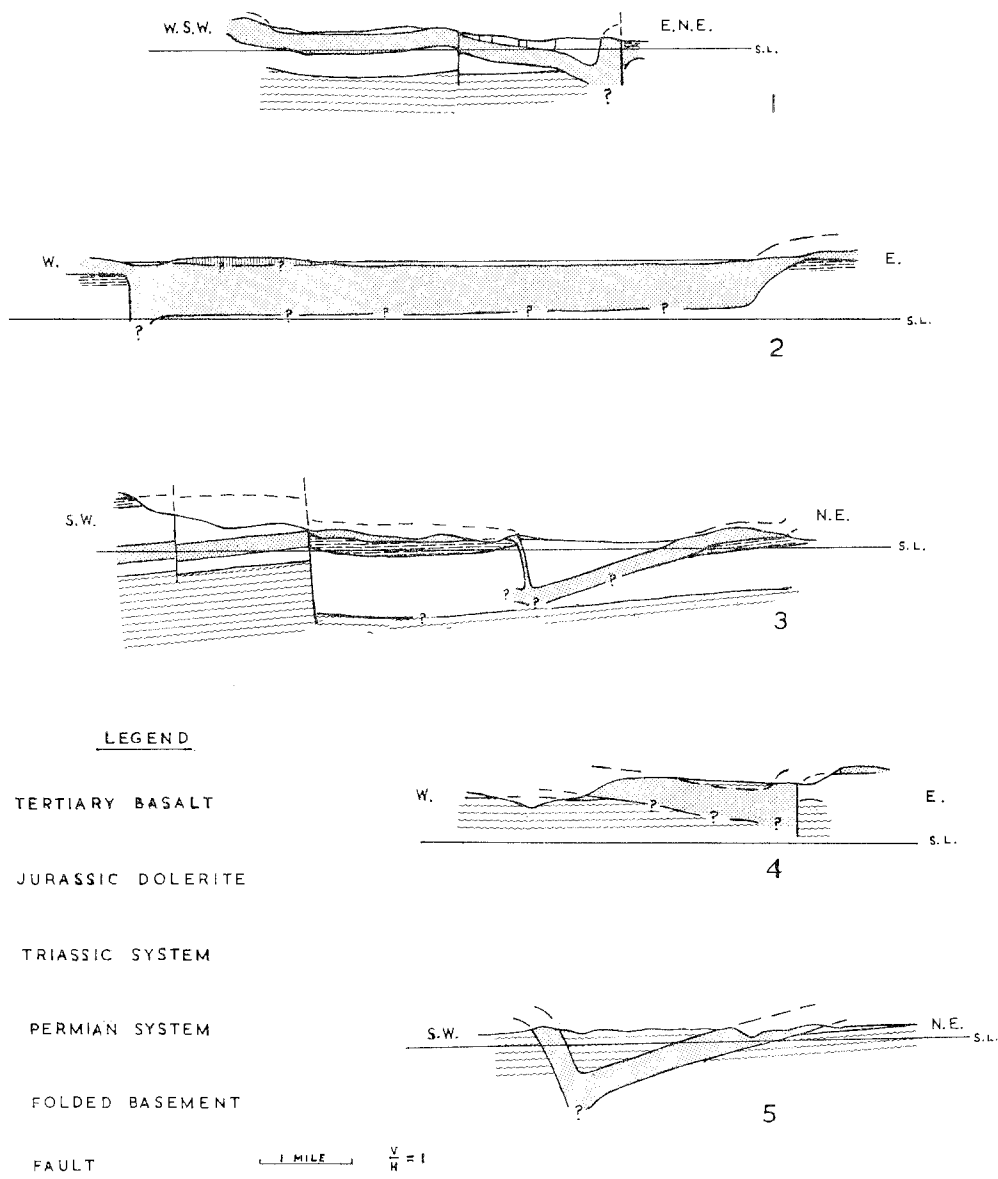 W.S.W.
E.N.E.
S.L.
?
1
W.
? ?
E.
? ? ? ? ? ?
S.L.
2
S.W.
N.E.
S.L.
? ? ?
?
3
LEGEND
TERTIARY BASALT
JURASSIC DOLERITE
TRIASSIC SYSTEM
PERMIAN SYSTEM
FOLDED BASEMENT
FAULT
1 MILE
V/H = 1
W.
E.
? ? ?
S.L.
4
S.W.
N.E.
S.L.
?
5